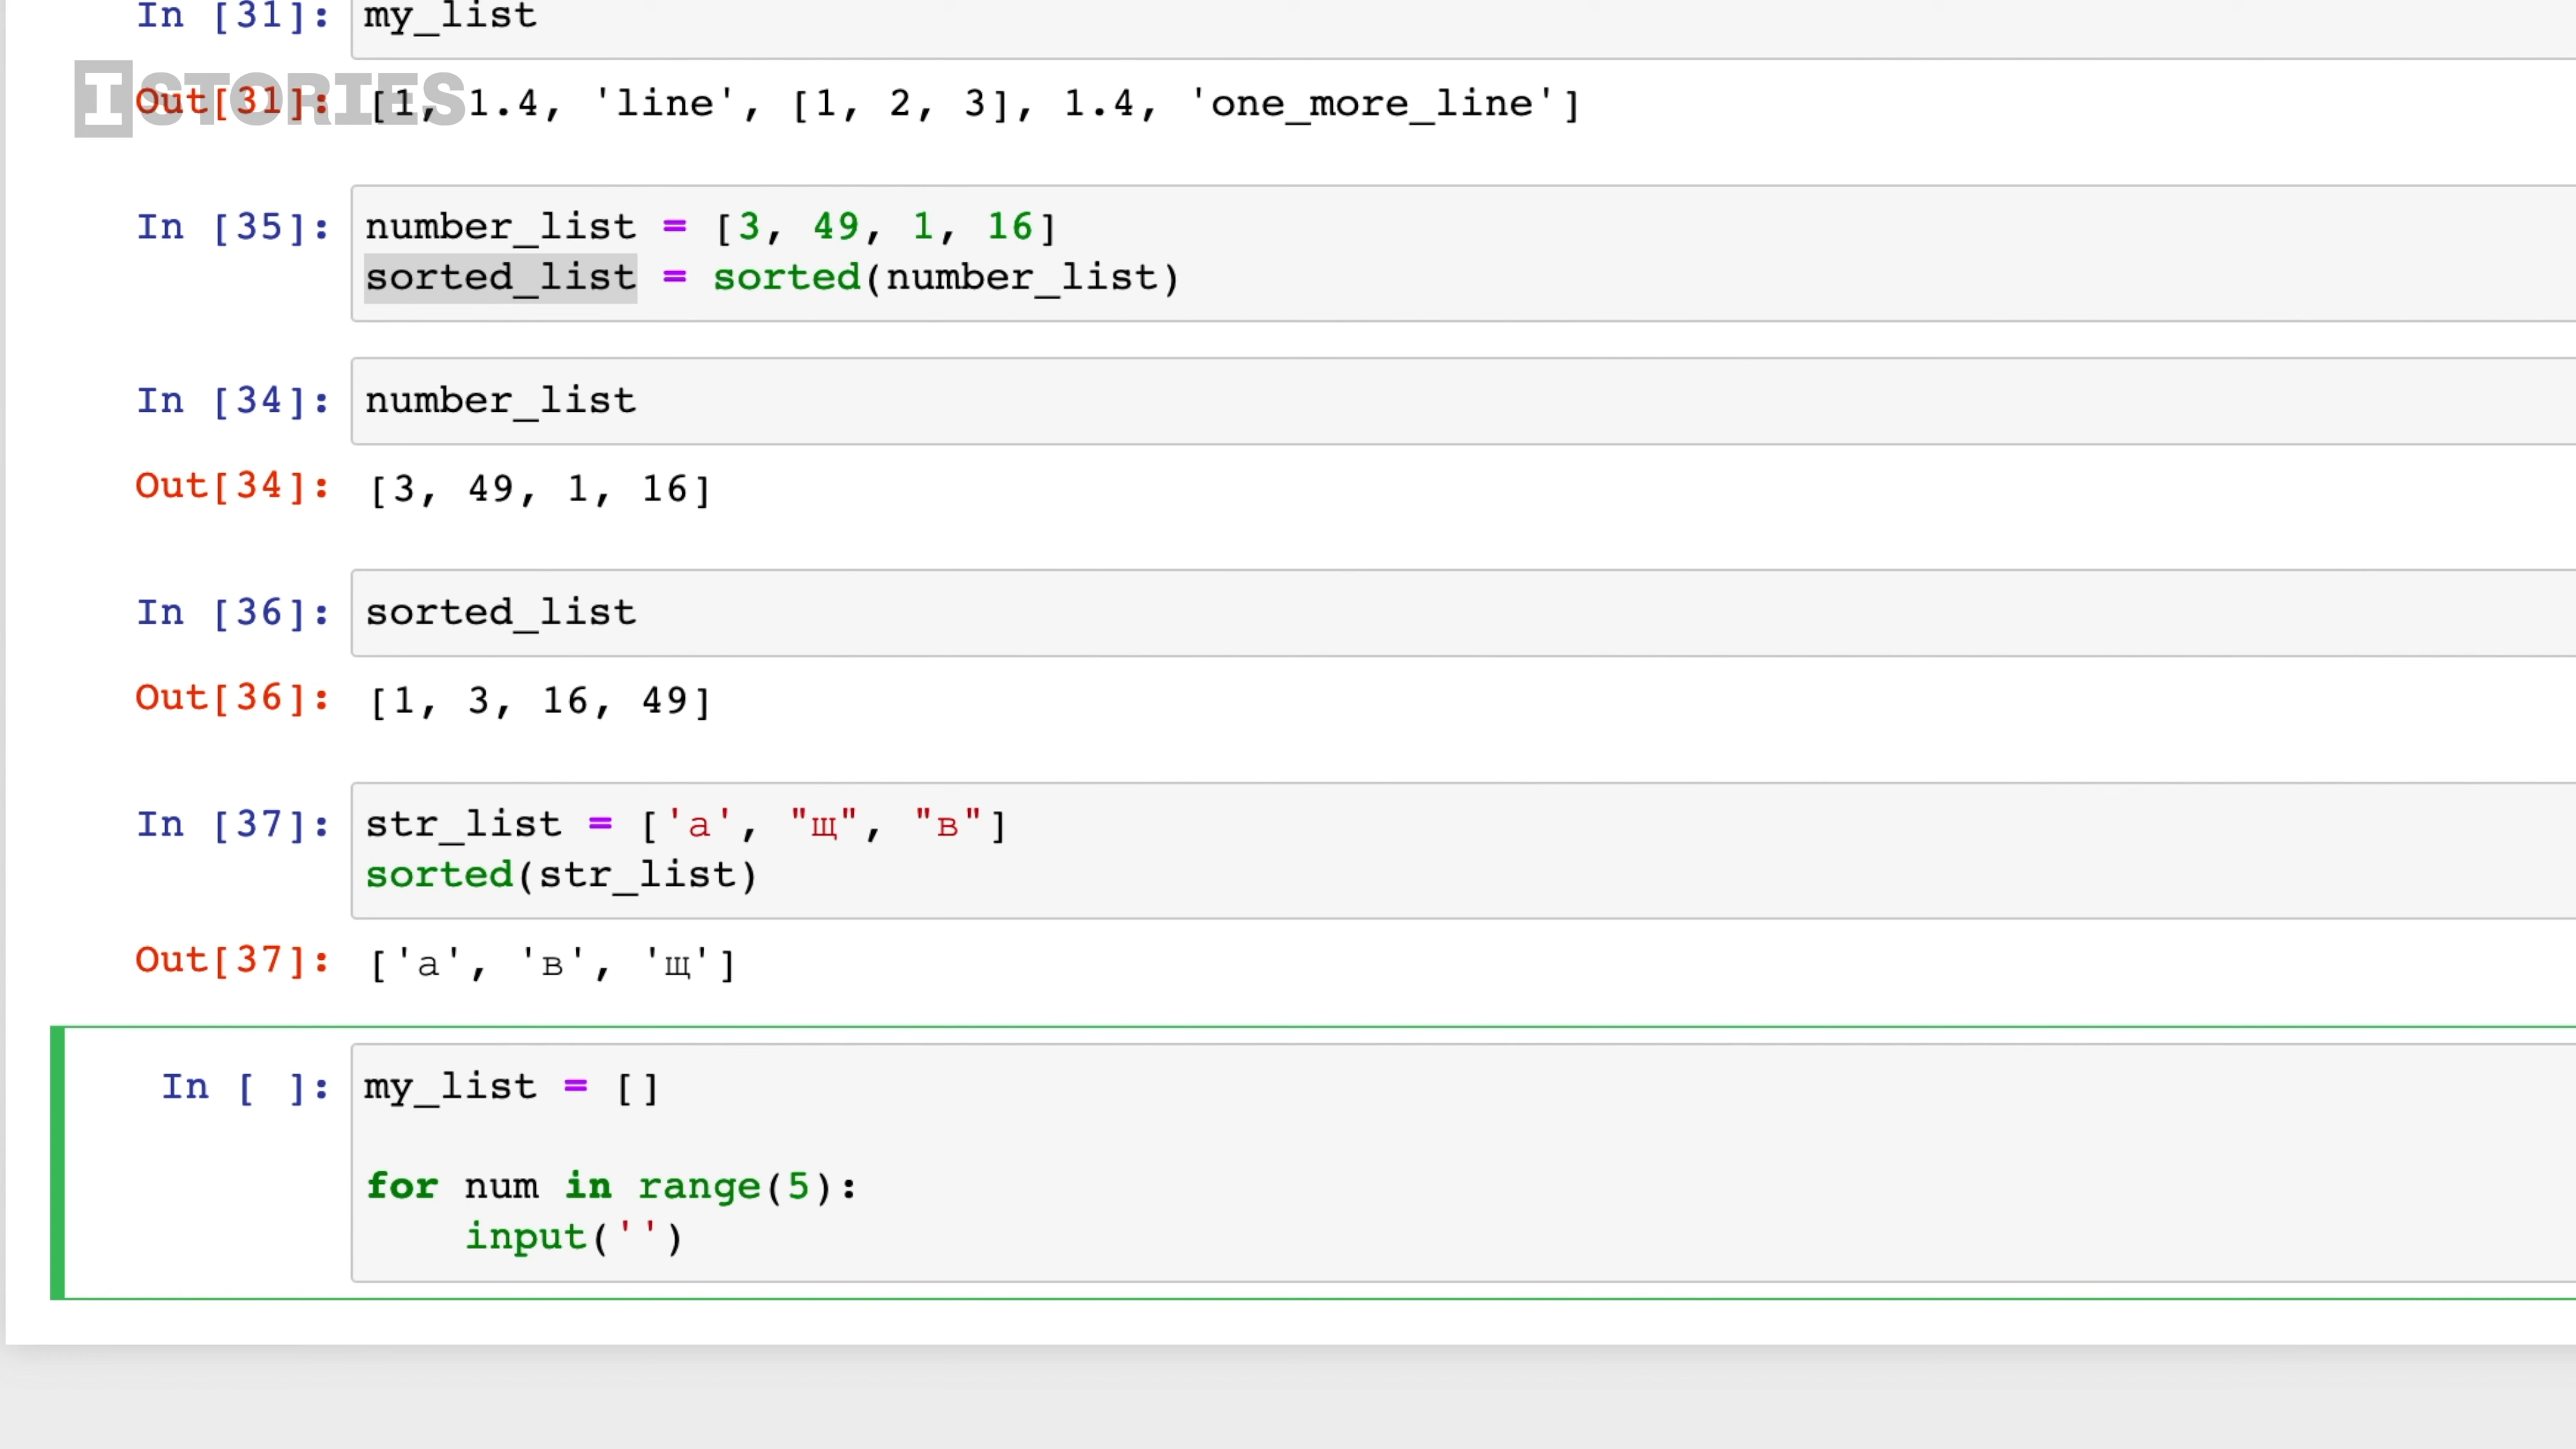 In [31]: my_list
ISTORIES
Out[31]: [1, 1.4, 'line', [1, 2, 3], 1.4, 'one_more_line']
In [35]: number_list = [3, 49, 1, 16]
sorted_list = sorted(number_list)
In [34]: number_list
Out[34]: [3, 49, 1, 16]
In [36]: sorted_list
Out[36]: [1, 3, 16, 49]
In [37]: str_list = ['а', "щ", "в"]
sorted(str_list)
Out[37]: ['а', 'в', 'щ']
In [ ]: my_list = []
for num in range(5):
    input('')